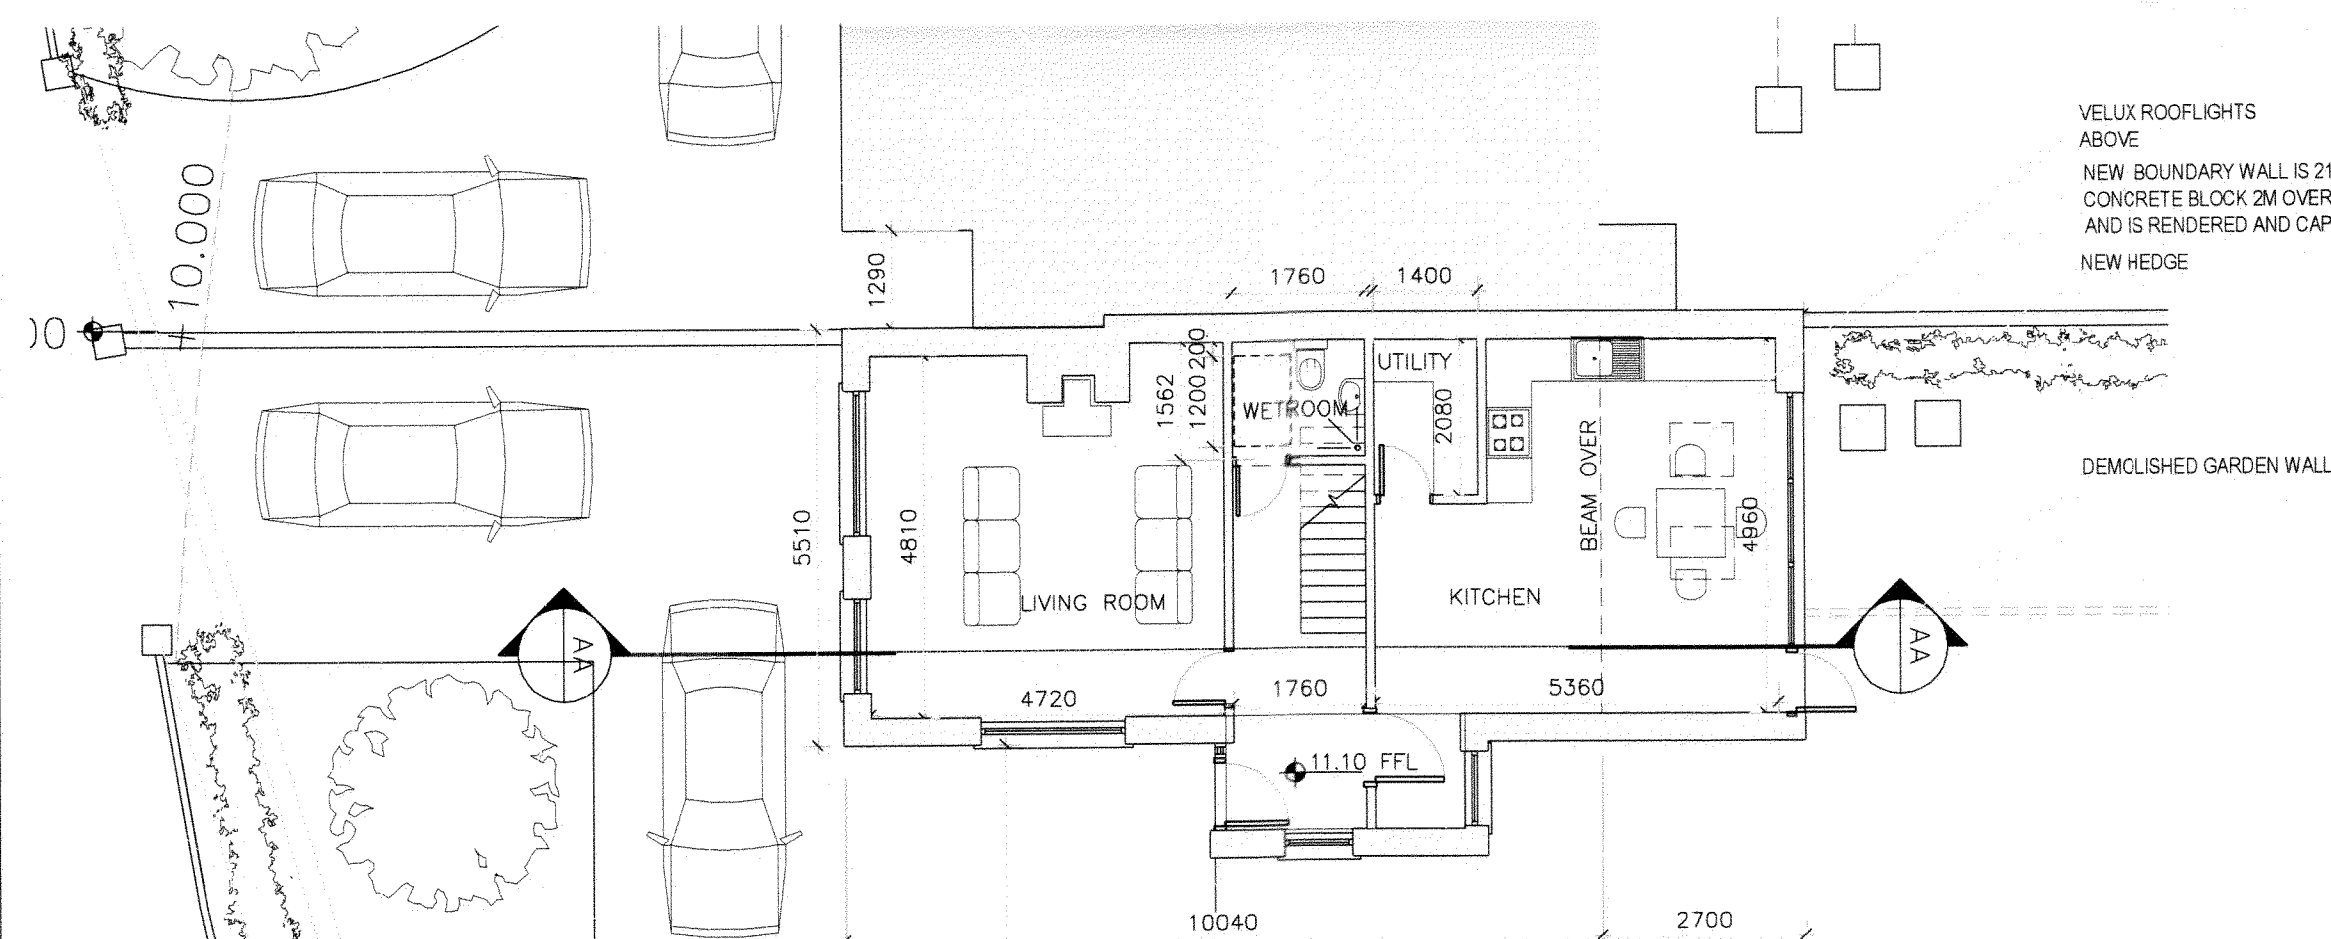 VELUX ROOFLIGHTS
ABOVE
NEW BOUNDARY WALL IS 21
CONCRETE BLOCK 2M OVER
AND IS RENDERED AND CAP
NEW HEDGE
10.000
1290
1760
1400
00
200
UTILITY
1562
1200
WETROOM
2080
BEAM OVER
DEMOLISHED GARDEN WALL
5510
4810
4960
LIVING ROOM
KITCHEN
AA
AA
4720
1760
5360
11.10 FFL
10040
2700